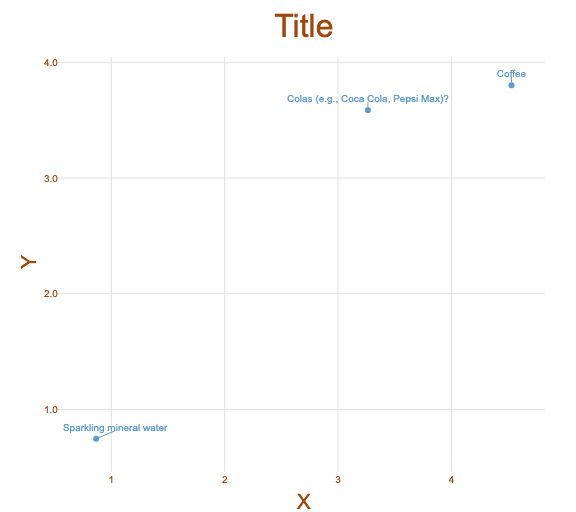 Title
4.0
Coffee
Colas (e.g., Coca Cola, Pepsi Max)?
3.0
Y
2.0
1.0
Sparkling mineral water
1 2 3 4
X